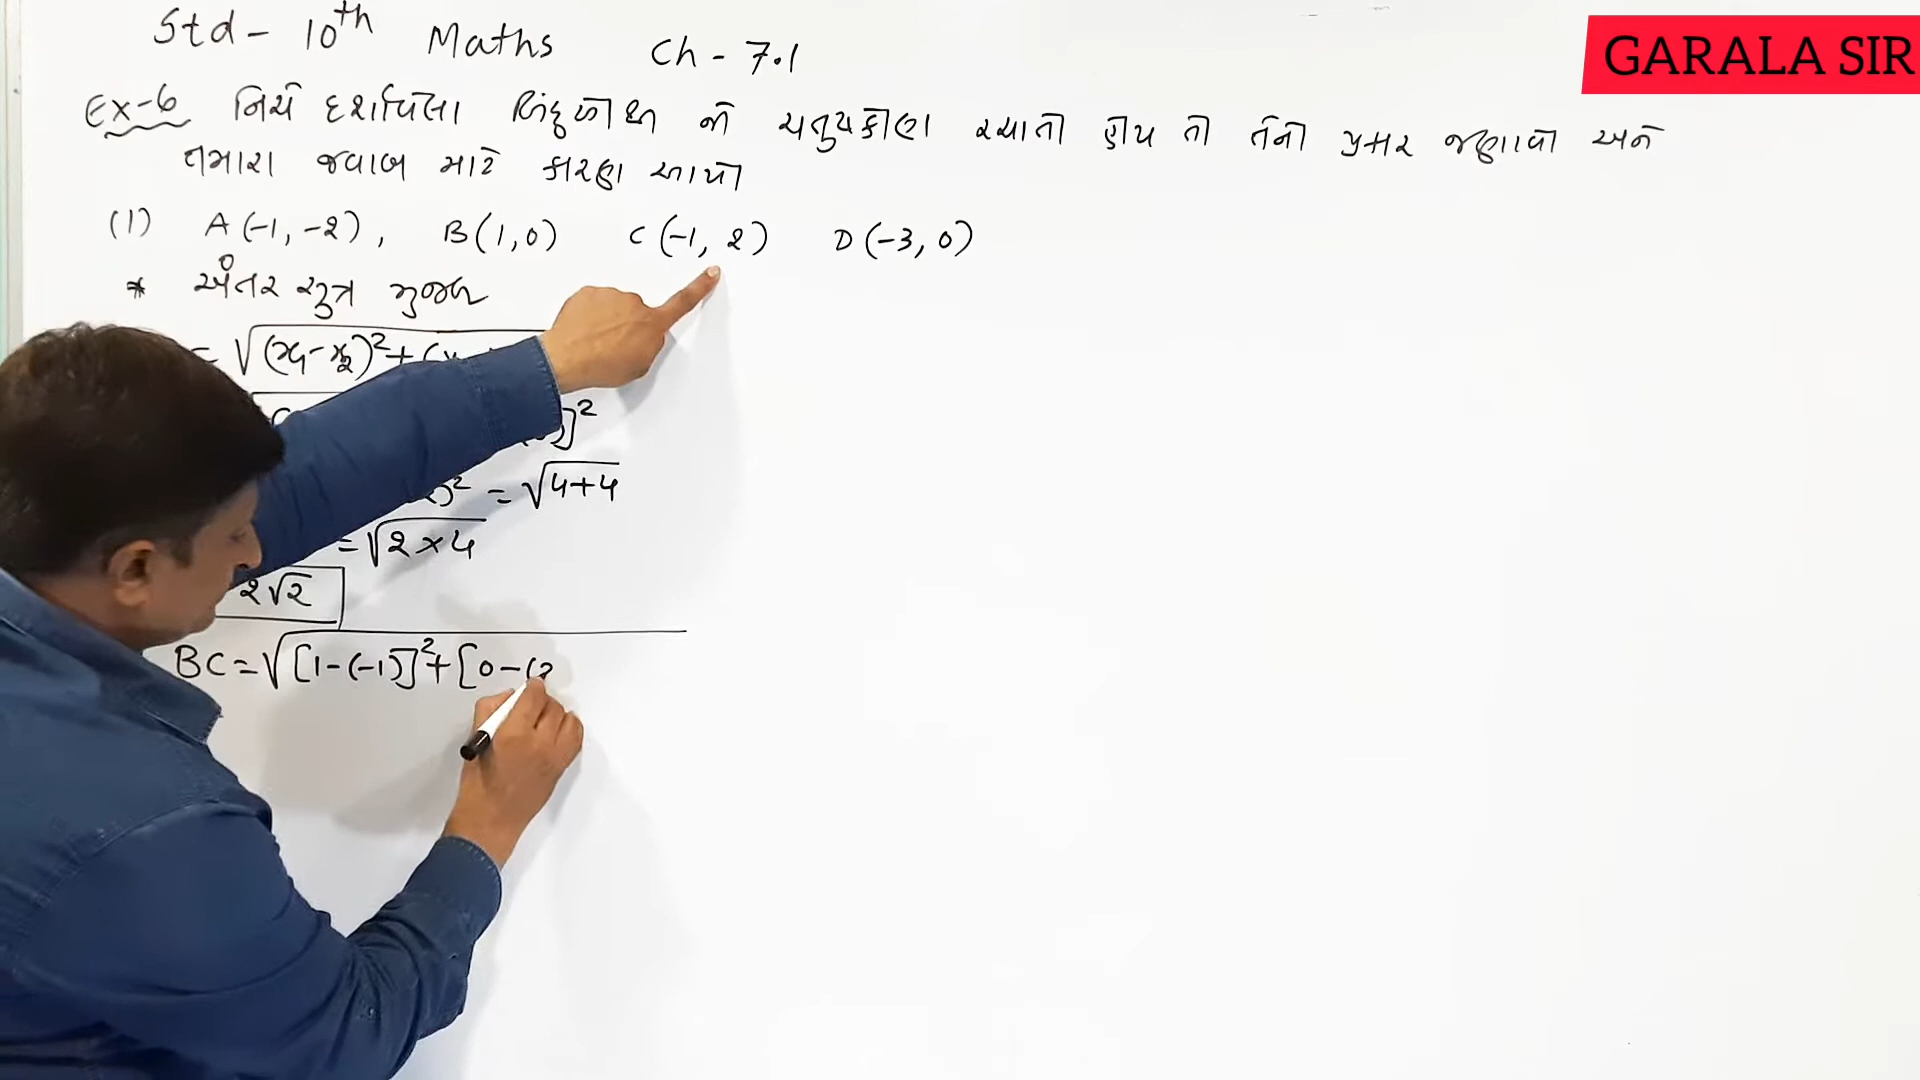 Std - 10th Maths Ch - 7.1
GARALA SIR
Ex-6 નિચે દર્શાવેલા બિંદુઓથી જો ચતુષ્કોણ રચાતો હોય તો તેનો પ્રકાર જણાવો અને
તમારા જવાબ માટે કારણ આપો
(1) A(-1, -2), B(1, 0) C(-1, 2) D(-3, 0)
* અંતર સુત્ર મુજબ
= √(x₁-x₂)²+(
)]²
)² = √4+4
= √2×4
2√2
BC = √[1-(-1)]²+[0-(2